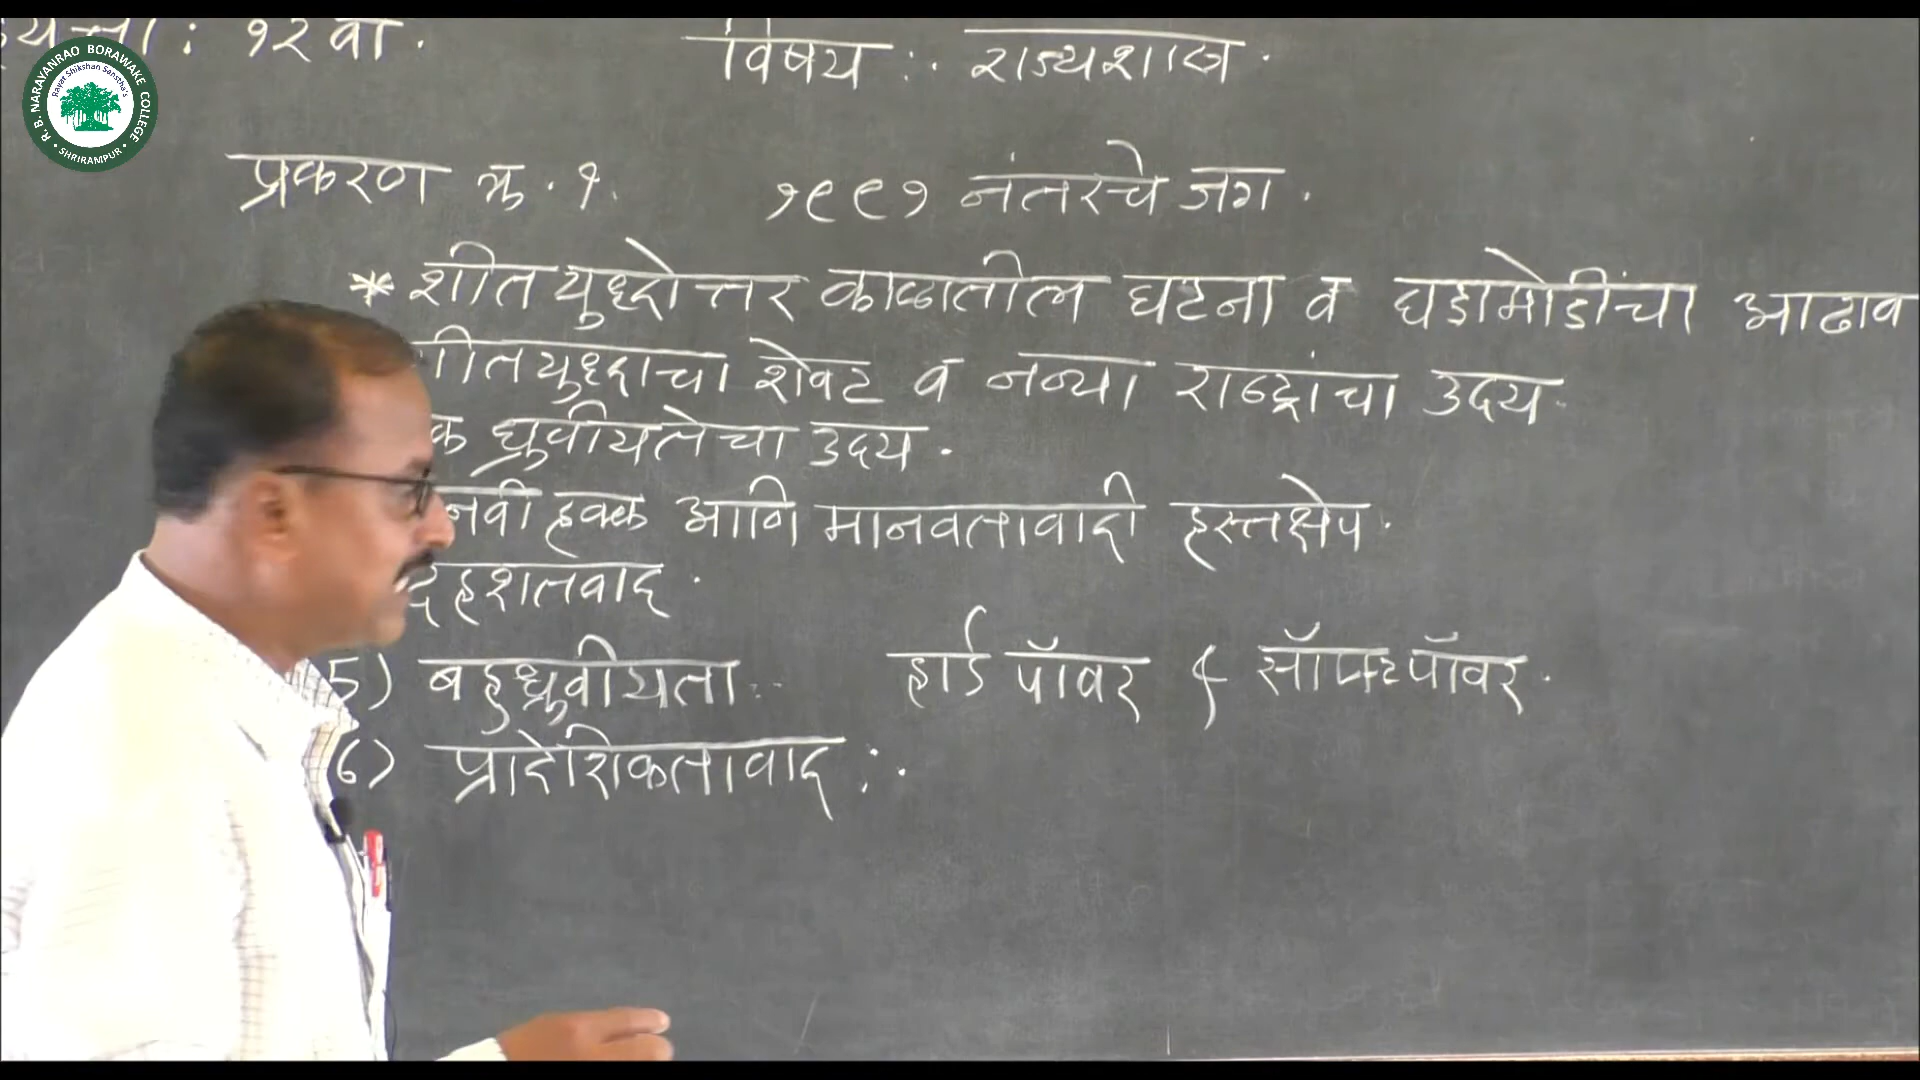 इयत्ता : १२ वी.
विषय :. राज्यशास्त्र.
R. B. NARAYANRAO BORAWAKE COLLEGE
Rayat Shikshan Sanstha's
SHRIRAMPUR
प्रकरण क्र. १. १९९१ नंतरचे जग.
* शीतयुध्दोत्तर काळातील घटना व घडामोडींचा आढाव
शीतयुध्दाचा शेवट व नव्या राष्ट्रांचा उदय.
क ध्रुवीयतेचा उदय.
नवी हक्क आणि मानवतावादी हस्तक्षेप.
दहशतवाद.
5) बहुध्रुवीयता :. हार्ड पॉवर & सॉफ्ट पॉवर.
6) प्रादेशिकतावाद :.